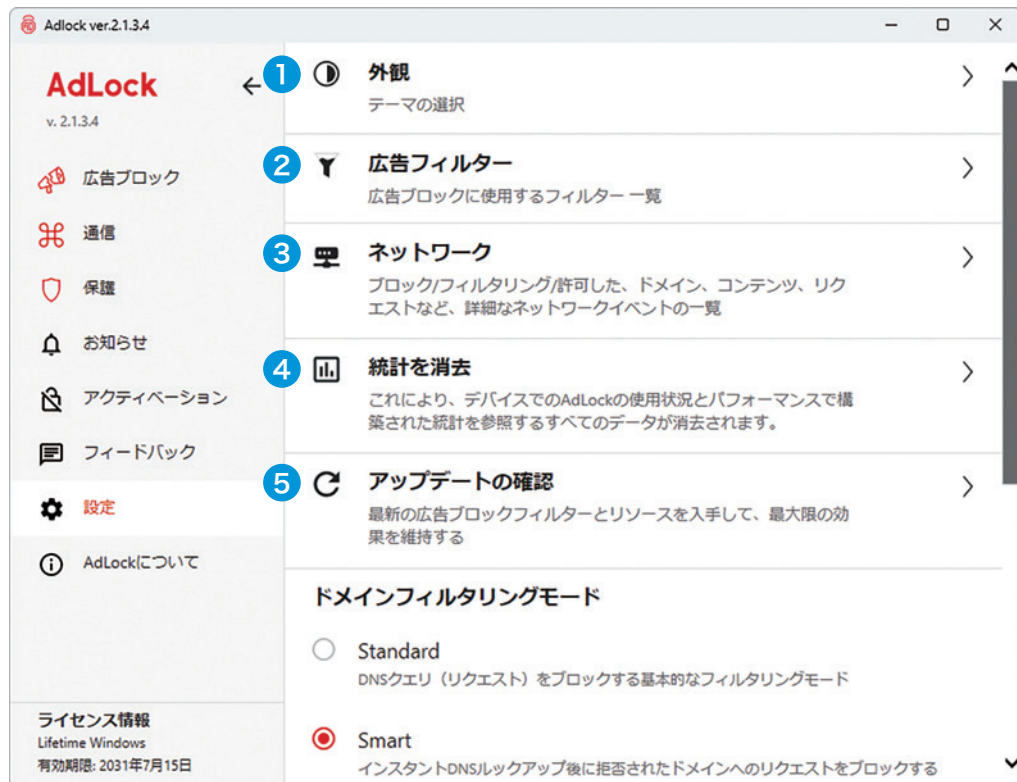 Adlock ver.2.1.3.4
AdLock
v. 2.1.3.4
広告ブロック
通信
保護
お知らせ
アクティベーション
フィードバック
設定
AdLockについて
ライセンス情報
Lifetime Windows
有効期限: 2031年7月15日
1 外観
テーマの選択
2 広告フィルター
広告ブロックに使用するフィルター 一覧
3 ネットワーク
ブロック/フィルタリング/許可した、ドメイン、コンテンツ、リク
エストなど、詳細なネットワークイベントの一覧
4 統計を消去
これにより、デバイスでのAdLockの使用状況とパフォーマンスで構
築された統計を参照するすべてのデータが消去されます。
5 アップデートの確認
最新の広告ブロックフィルターとリソースを入手して、最大限の効
果を維持する
ドメインフィルタリングモード
Standard
DNSクエリ（リクエスト）をブロックする基本的なフィルタリングモード
Smart
インスタントDNSルックアップ後に拒否されたドメインへのリクエストをブロックする